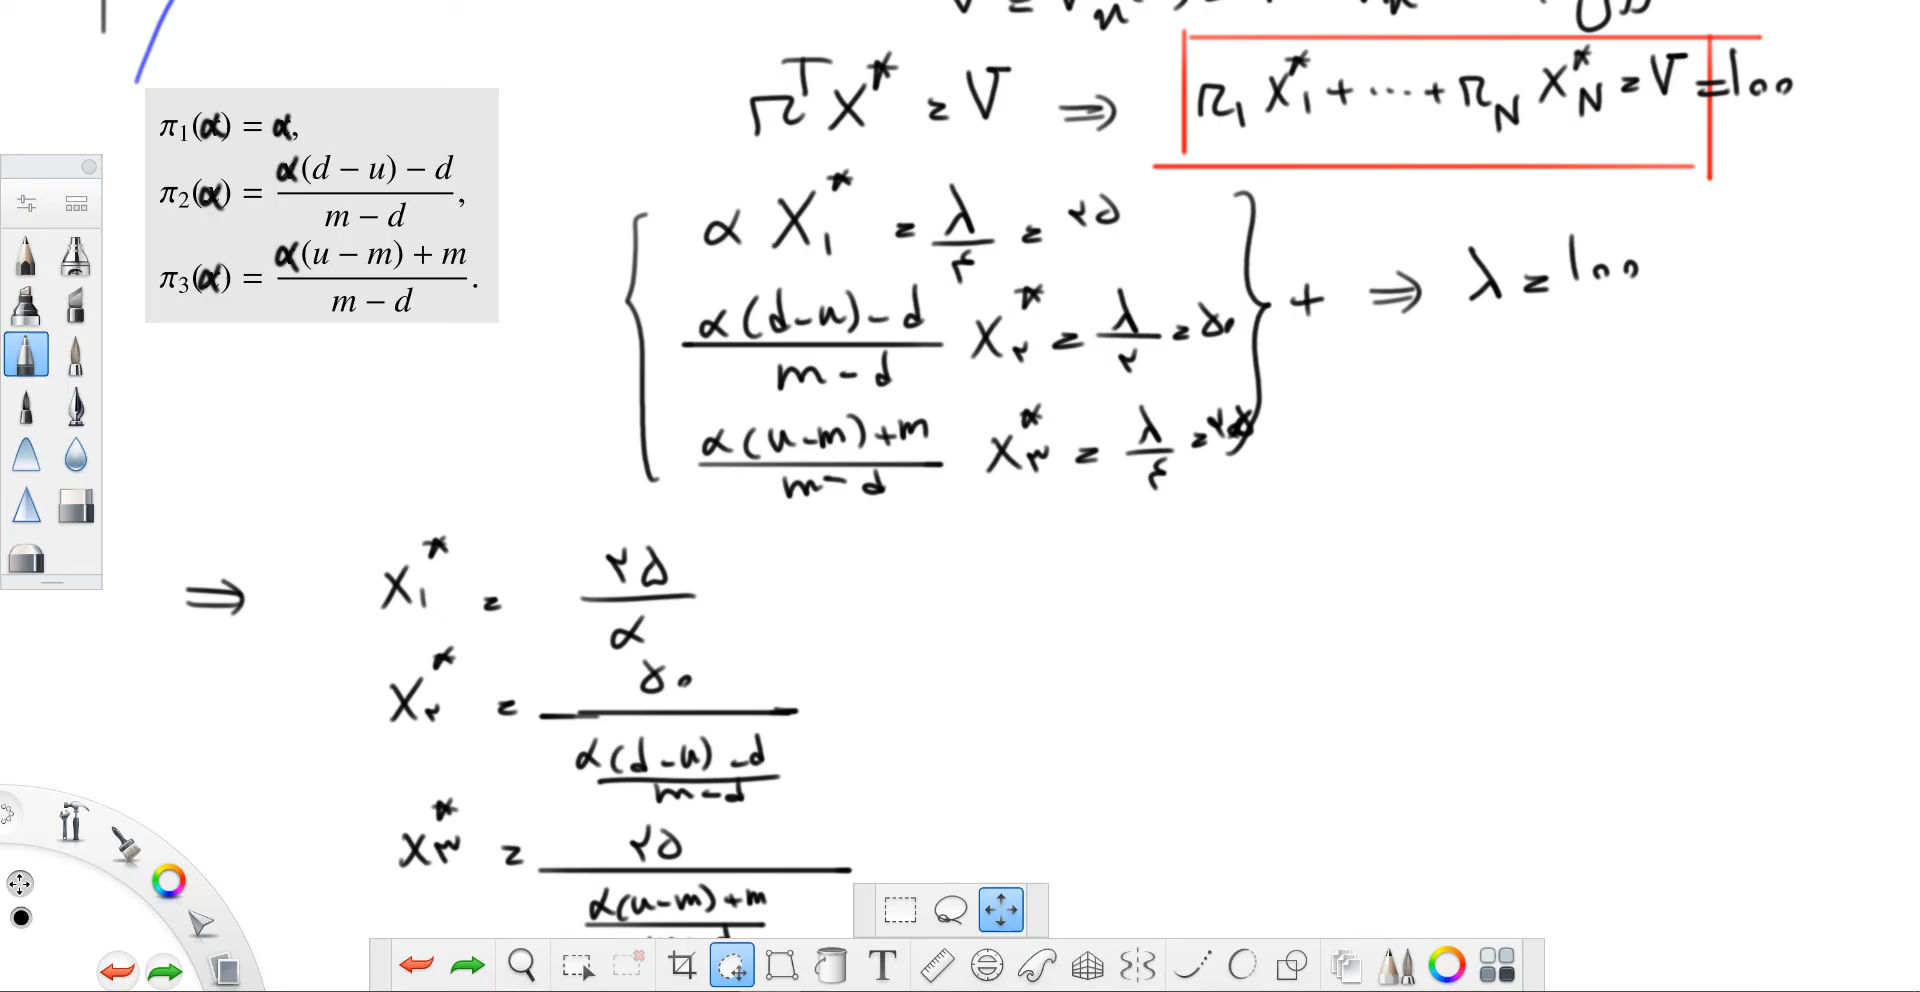 πᵀ X* = V ⇒ π₁ X₁* + ... + π_N X_N* = V = ۱۰۰
π₁(α) = α,
π₂(α) = (α(d − u) − d) / (m − d),
π₃(α) = (α(u − m) + m) / (m − d).
α X₁* = λ/۴ = ۲۵
(α(d-u)-d) / (m-d) X₂* = λ/۲ = ۵۰
(α(u-m)+m) / (m-d) X₃* = λ/۴ = ۲۵
} + ⇒ λ = ۱۰۰
⇒ X₁* = ۲۵ / α
X₂* = ۵۰ / ((α(d-u)-d) / (m-d))
X₃* = ۲۵ / (α(u-m)+m
T